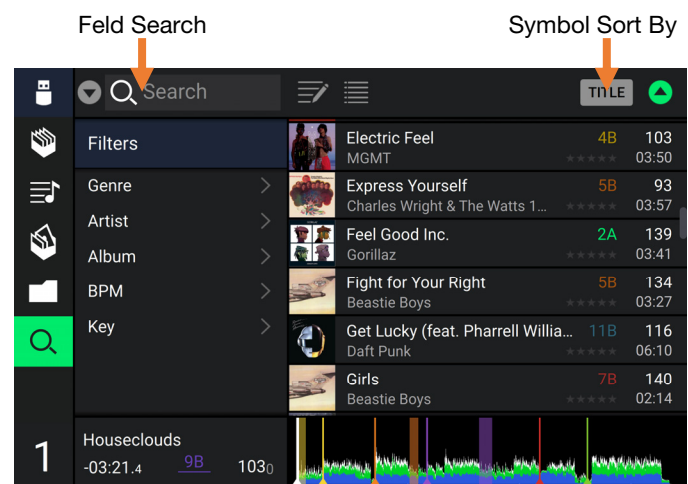 Feld Search
Symbol Sort By
Search
TITLE
Filters
Genre
Artist
Album
BPM
Key
Electric Feel 4B 103
MGMT 03:50
Express Yourself 5B 93
Charles Wright & The Watts 1... 03:57
Feel Good Inc. 2A 139
Gorillaz 03:41
Fight for Your Right 5B 134
Beastie Boys 03:27
Get Lucky (feat. Pharrell Willia... 11B 116
Daft Punk 06:10
Girls 7B 140
Beastie Boys 02:14
1
Houseclouds
-03:21.4 9B 1030